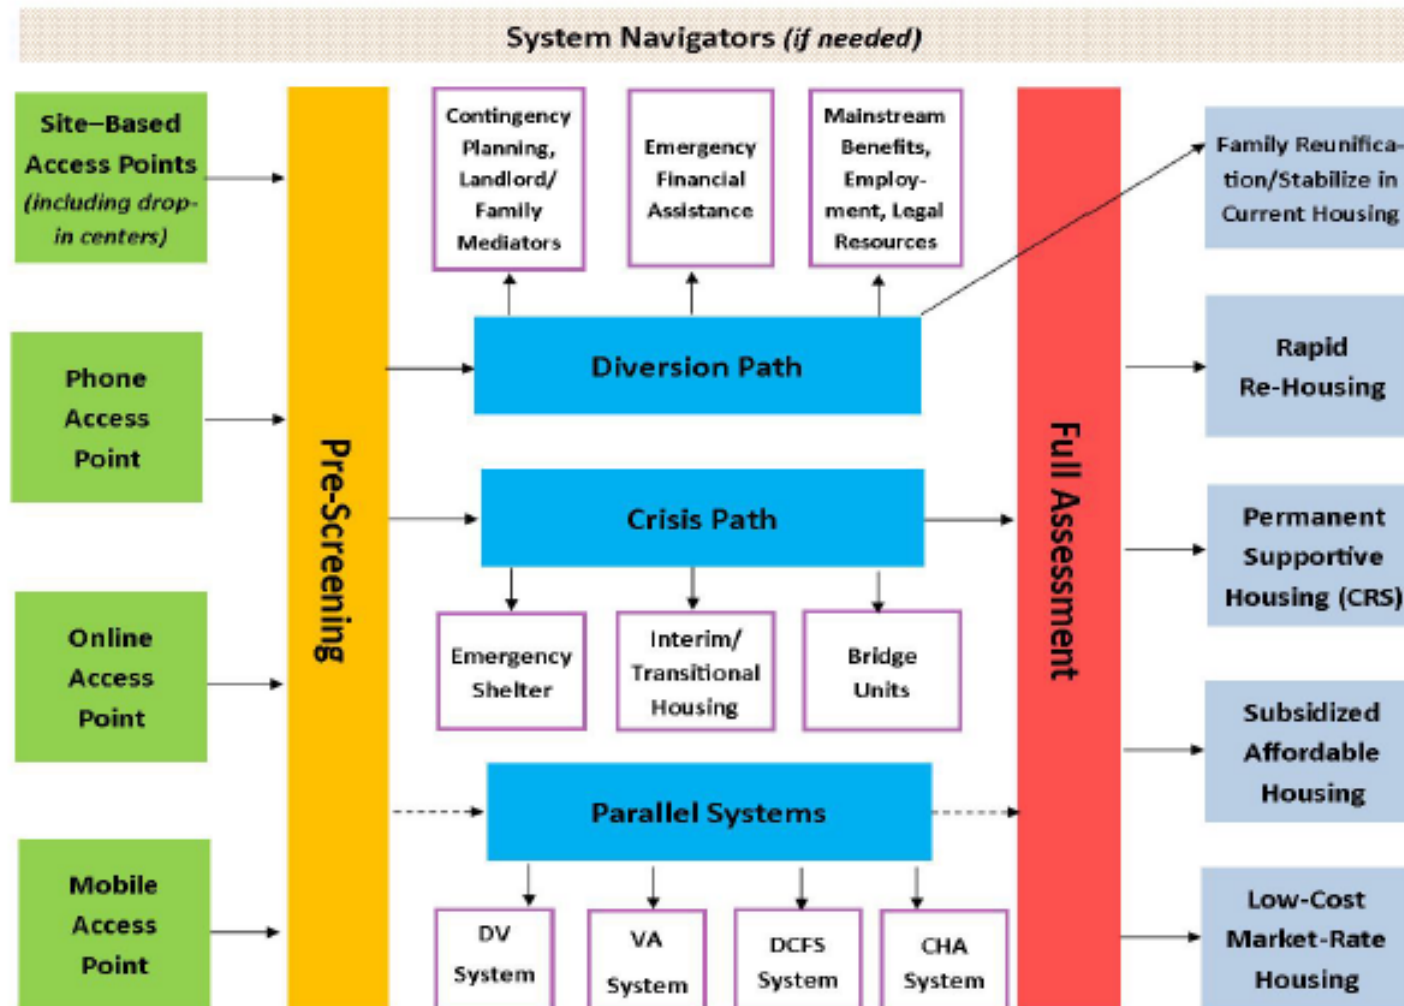 System Navigators (if needed)
Site–Based
Access Points
(including drop-
in centers)
Phone
Access
Point
Online
Access
Point
Mobile
Access
Point
Pre-Screening
Contingency
Planning,
Landlord/
Family
Mediators
Emergency
Financial
Assistance
Mainstream
Benefits,
Employ-
ment, Legal
Resources
Diversion Path
Crisis Path
Emergency
Shelter
Interim/
Transitional
Housing
Bridge
Units
Parallel Systems
DV
System
VA
System
DCFS
System
CHA
System
Full Assessment
Family Reunifica-
tion/Stabilize in
Current Housing
Rapid
Re-Housing
Permanent
Supportive
Housing (CRS)
Subsidized
Affordable
Housing
Low-Cost
Market-Rate
Housing